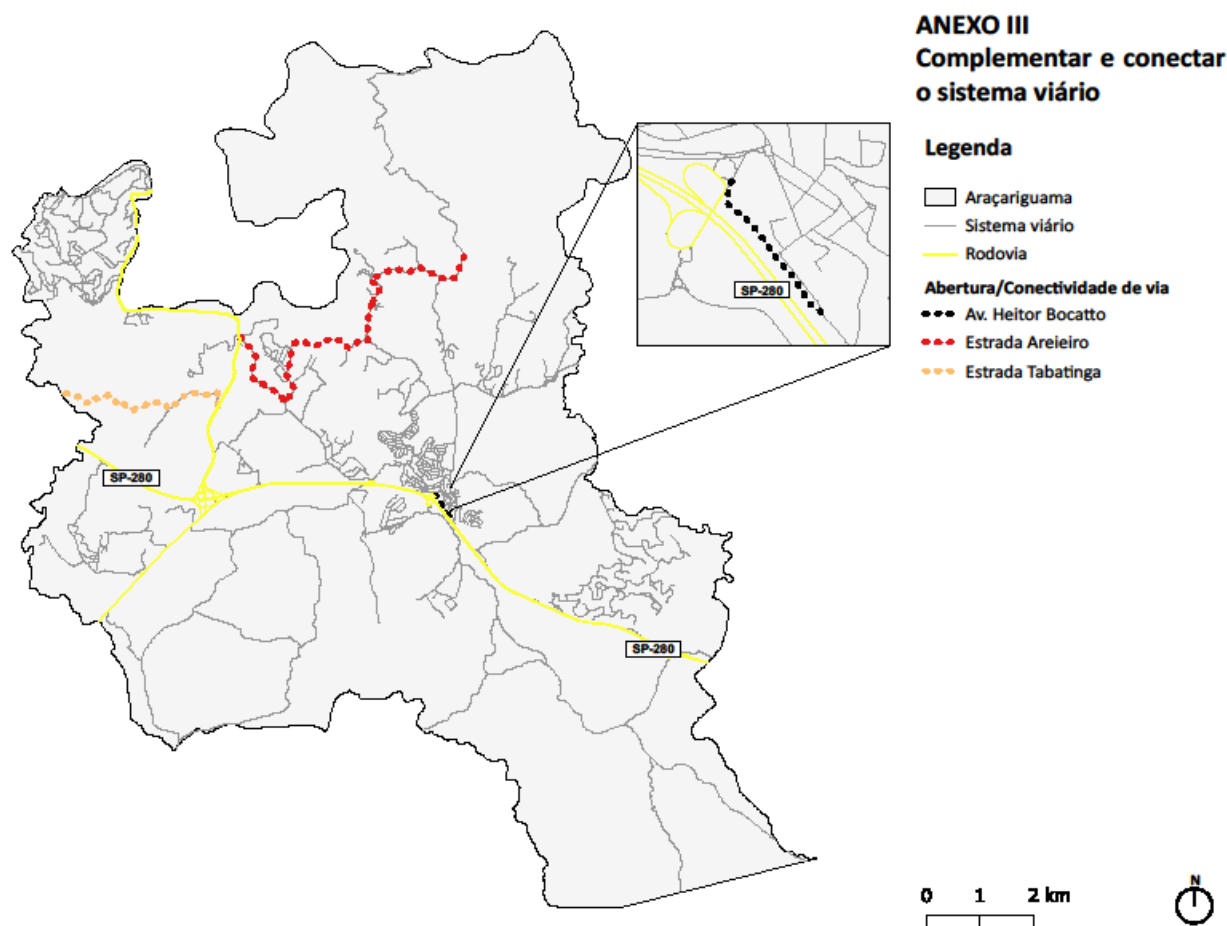 ANEXO III
Complementar e conectar
o sistema viário
Legenda
Araçariguama
Sistema viário
Rodovia
Abertura/Conectividade de via
Av. Heitor Bocatto
Estrada Areieiro
Estrada Tabatinga
SP-280
SP-280
SP-280
0 1 2 km
N